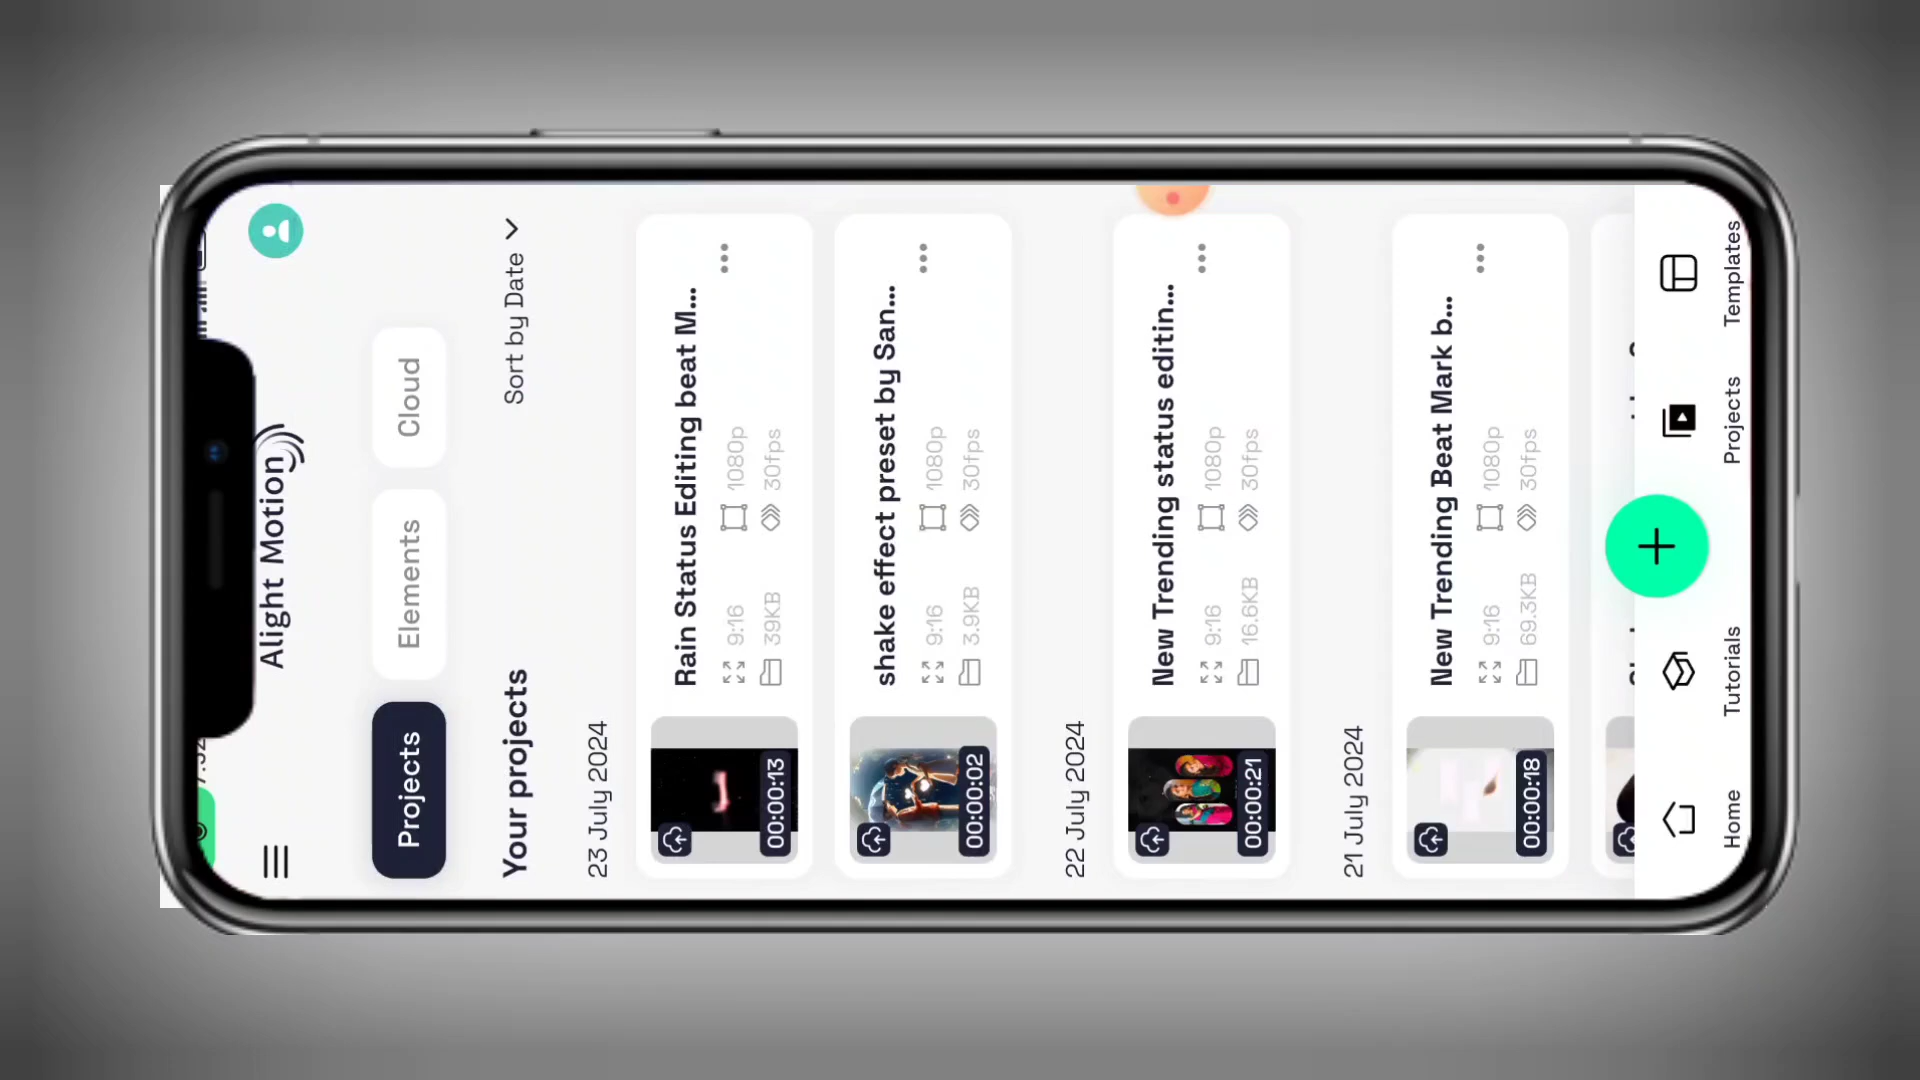 Alight Motion
Projects
Elements
Cloud
Your projects
Sort by Date
23 July 2024
Rain Status Editing beat M...
9:16
1080p
39KB
30fps
00:00:13
shake effect preset by San...
9:16
1080p
3.9KB
30fps
00:00:02
22 July 2024
New Trending status editin...
9:16
1080p
16.6KB
30fps
00:00:21
21 July 2024
New Trending Beat Mark b...
9:16
1080p
69.3KB
30fps
00:00:18
Home
Tutorials
Projects
Templates